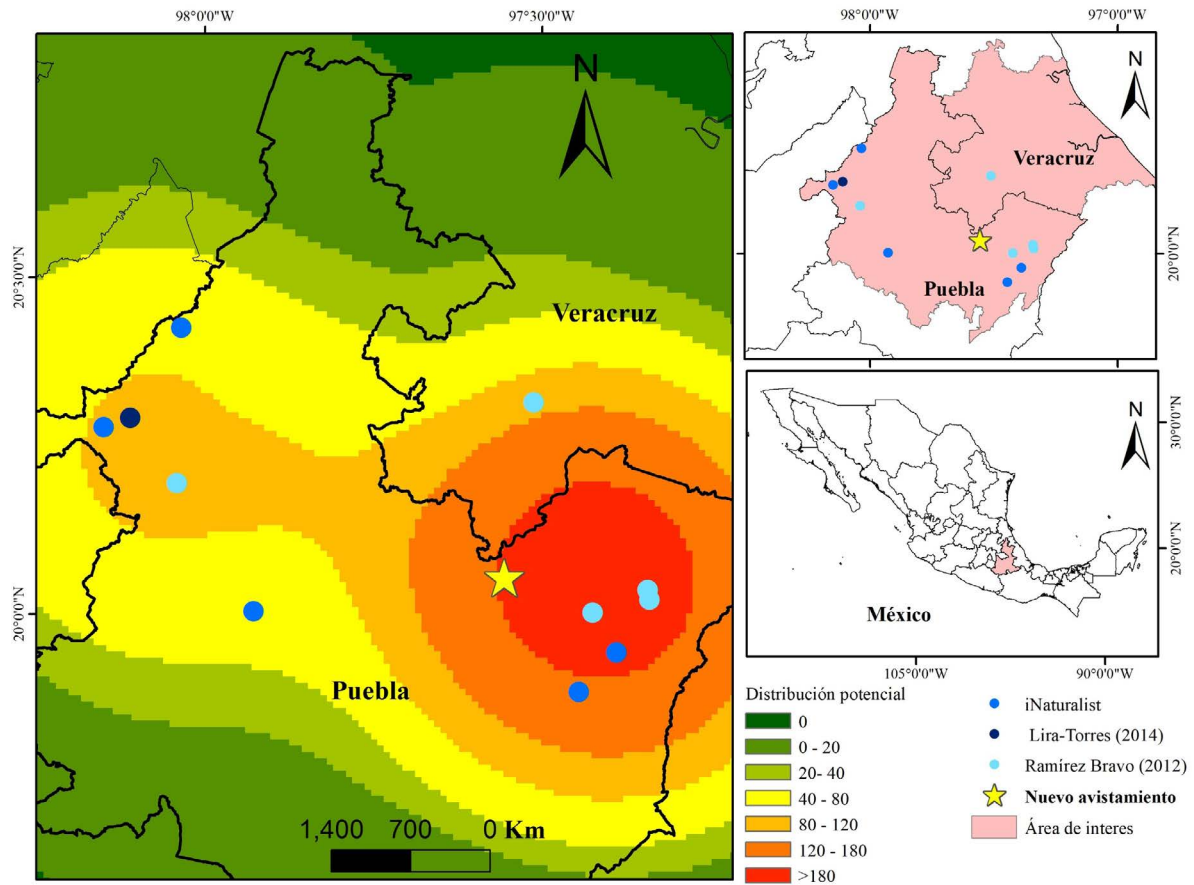 98°0'0"W
97°30'0"W
N
20°30'0"N
20°0'0"N
Veracruz
Puebla
1,400 700 0 Km
98°0'0"W
97°0'0"W
N
Veracruz
Puebla
20°0'0"N
N
30°0'0"N
20°0'0"N
México
105°0'0"W
90°0'0"W
Distribución potencial
0
0 - 20
20- 40
40 - 80
80 - 120
120 - 180
>180
iNaturalist
Lira-Torres (2014)
Ramírez Bravo (2012)
Nuevo avistamiento
Área de interes